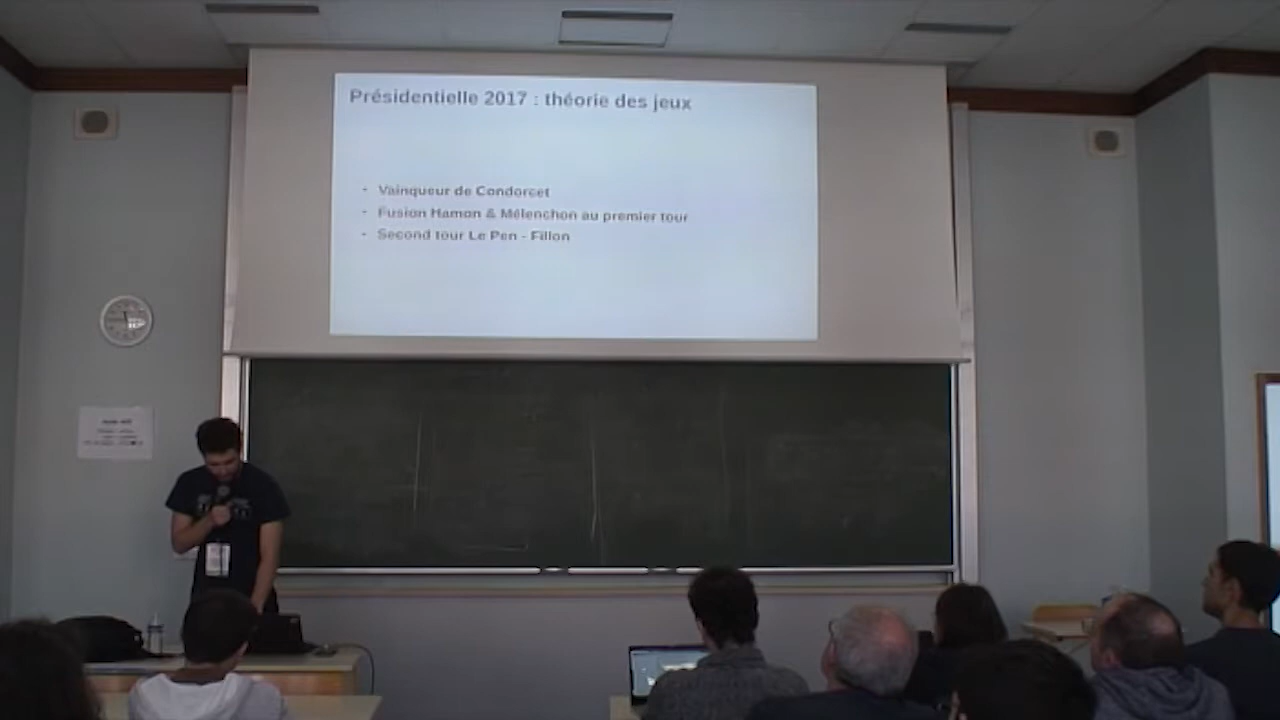 Présidentielle 2017 : théorie des jeux
- Vainqueur de Condorcet
- Fusion Hamon & Mélenchon au premier tour
- Second tour Le Pen - Fillon